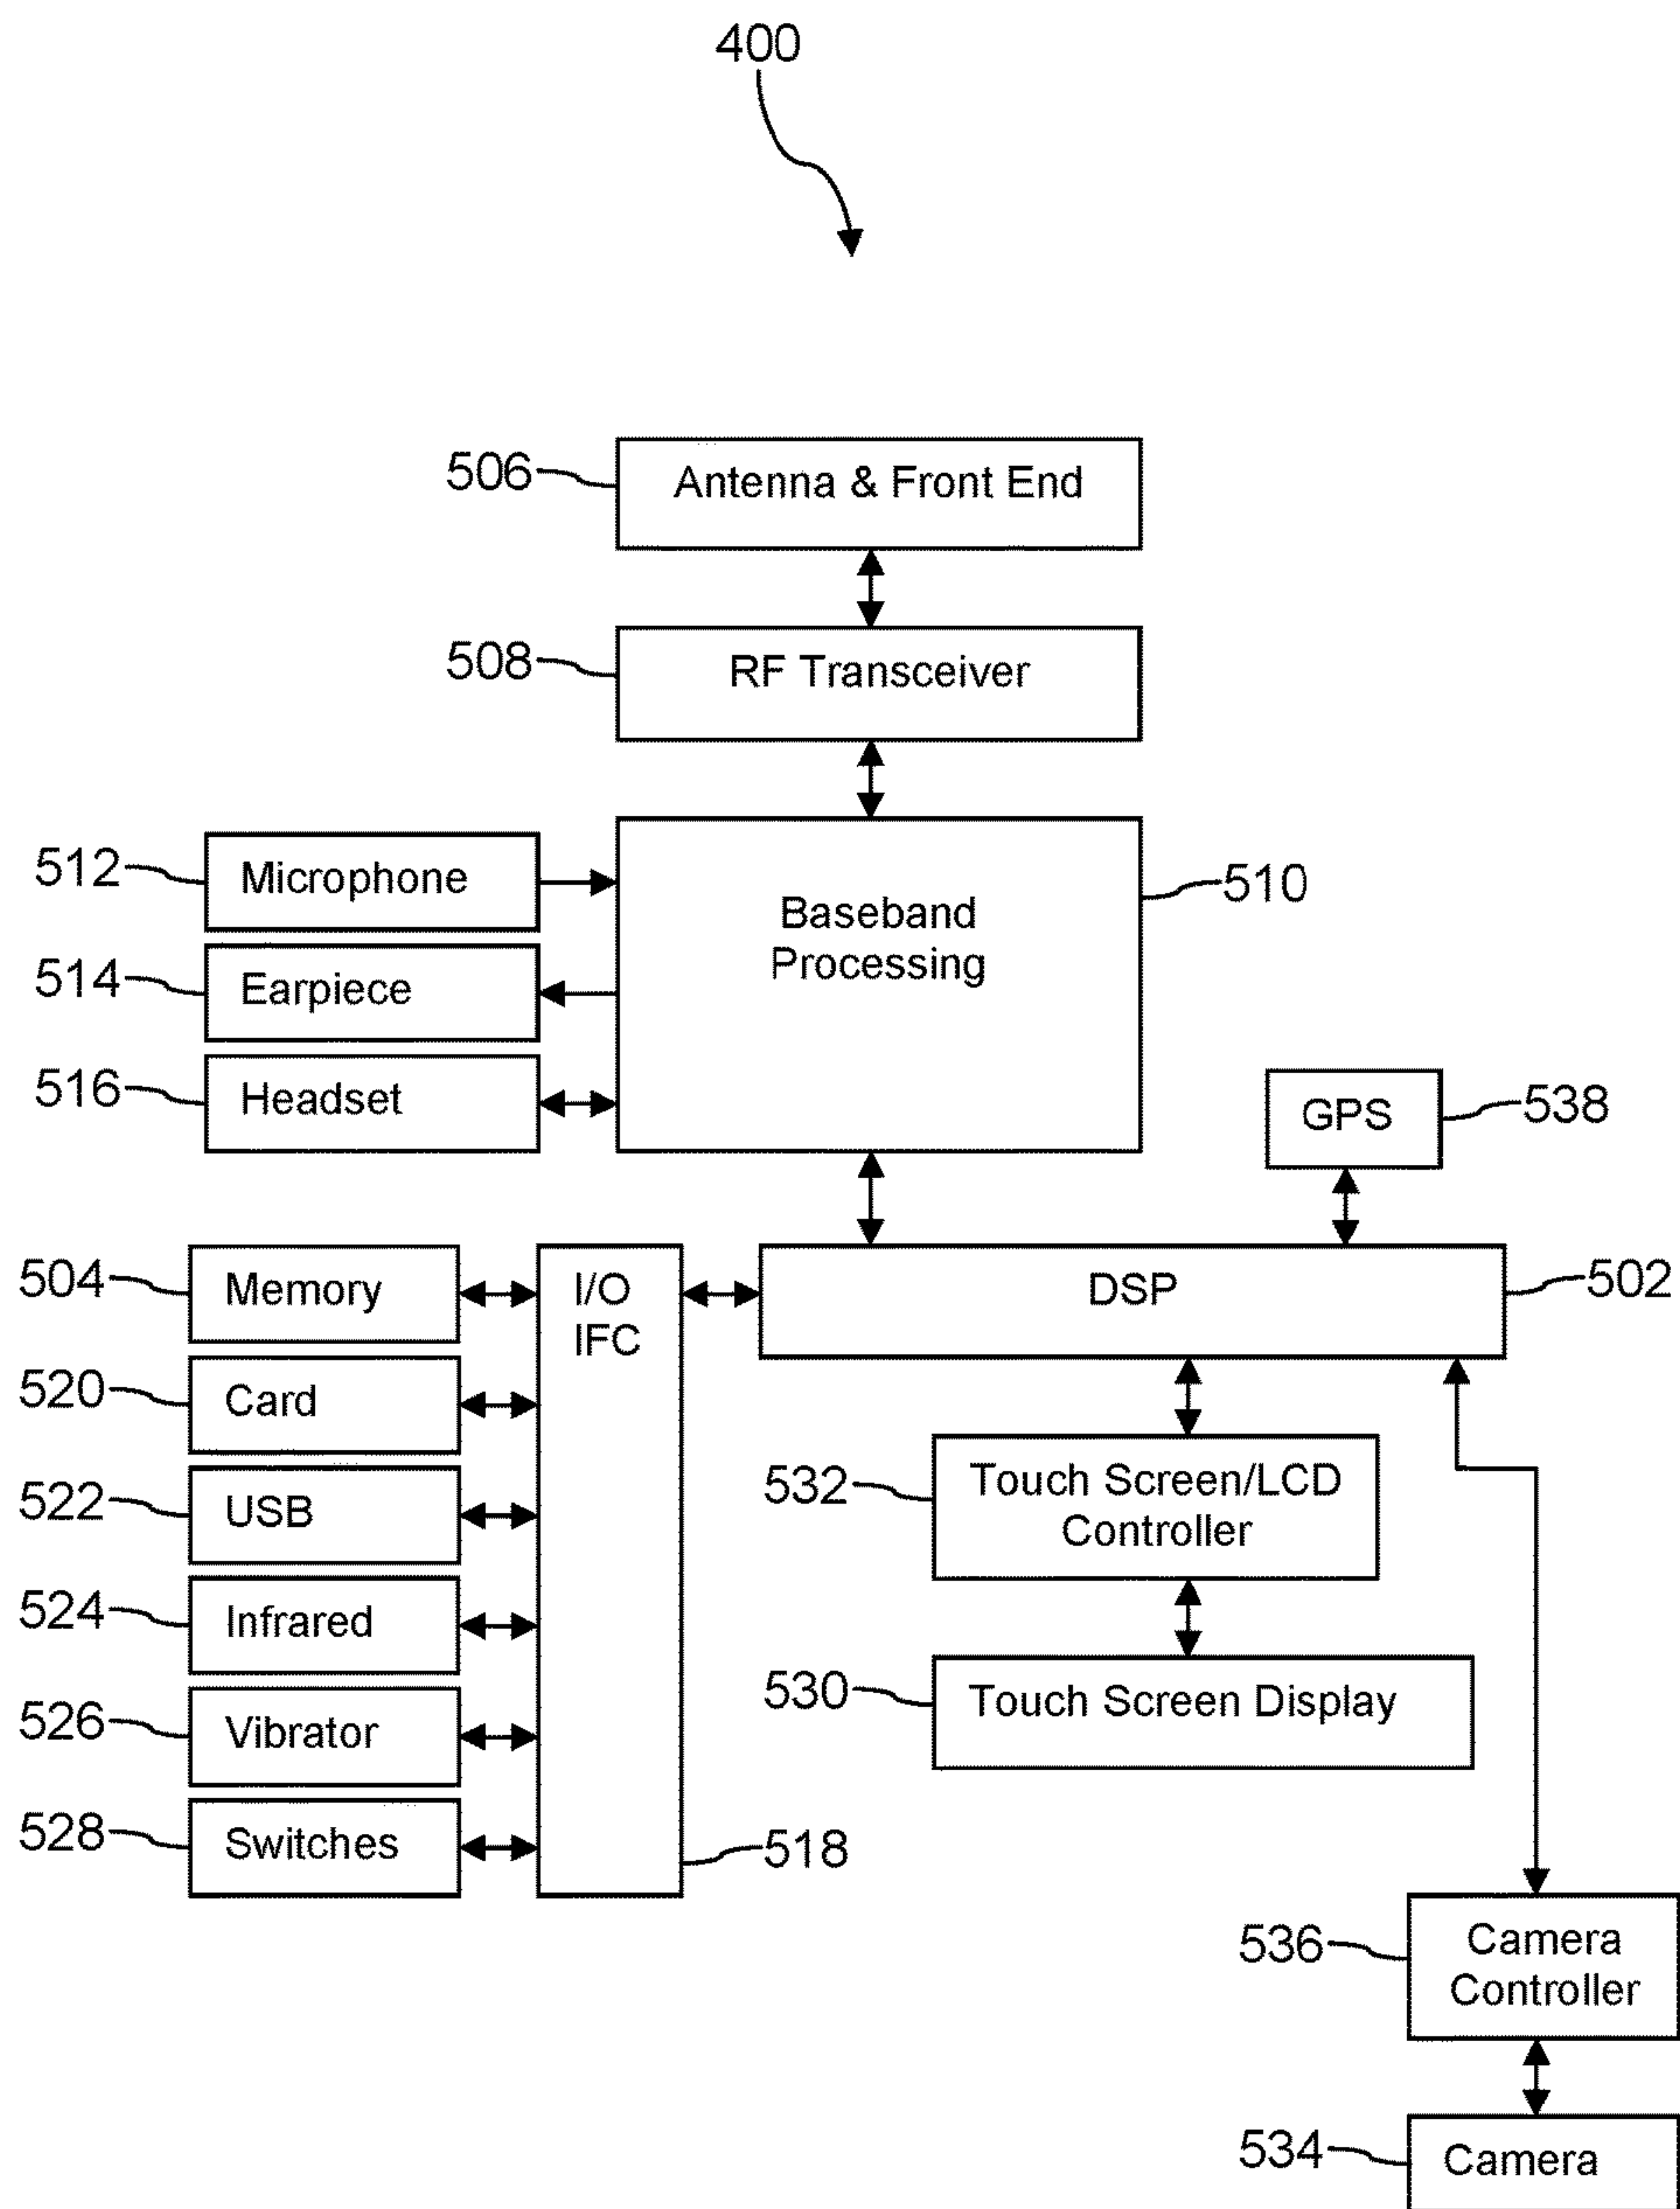 400
506
Antenna & Front End
508
RF Transceiver
512
Microphone
Baseband
Processing
510
514
Earpiece
516
Headset
GPS
538
504
Memory
I/O
IFC
DSP
502
520
Card
522
USB
532
Touch Screen/LCD
Controller
524
Infrared
530
Touch Screen Display
526
Vibrator
528
Switches
518
536
Camera
Controller
534
Camera